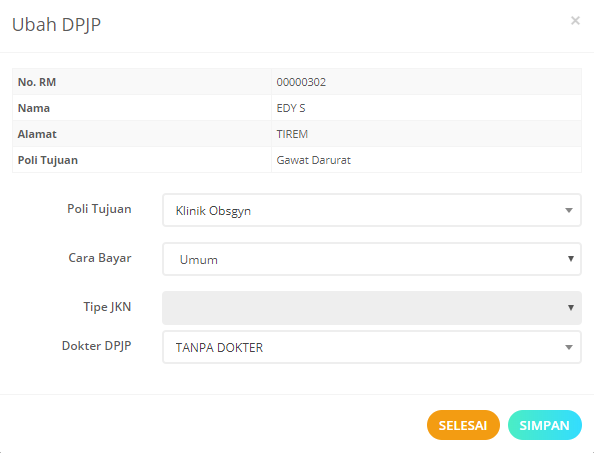 Ubah DPJP ×
No. RM 00000302
Nama EDY S
Alamat TIREM
Poli Tujuan Gawat Darurat
Poli Tujuan Klinik Obsgyn
Cara Bayar Umum
Tipe JKN
Dokter DPJP TANPA DOKTER
SELESAI SIMPAN